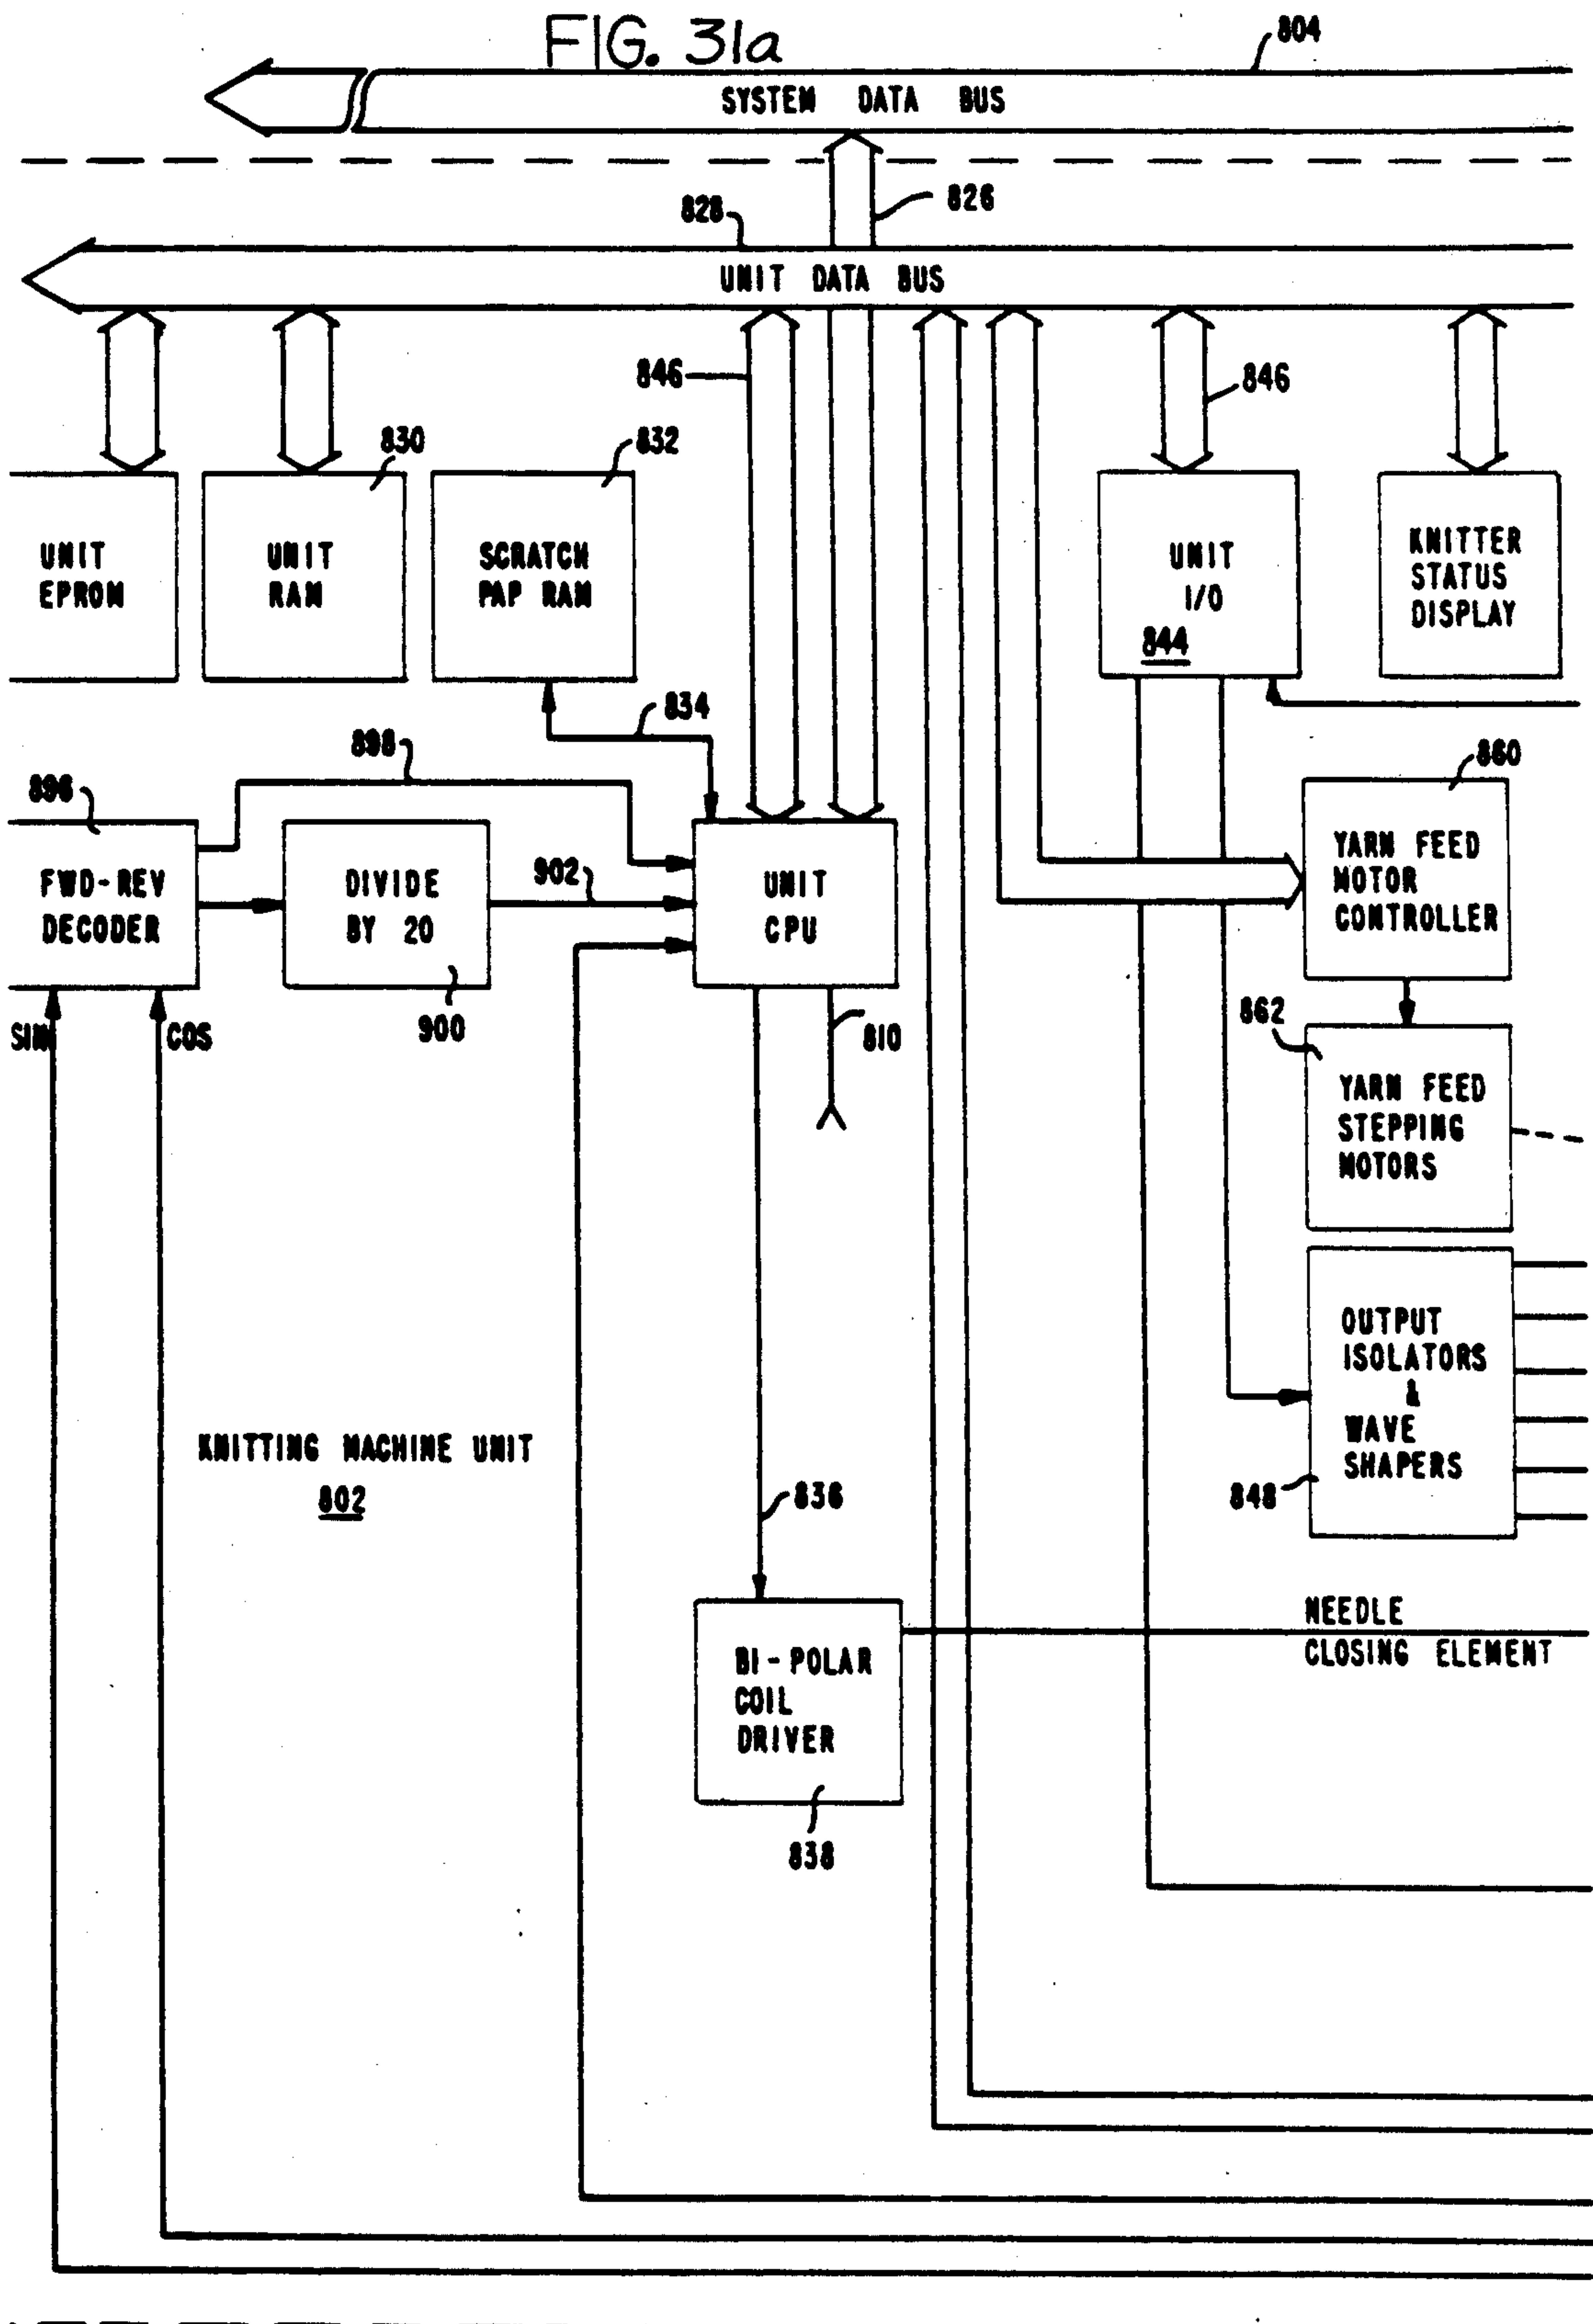 FIG. 31a
804
SYSTEM DATA BUS
826
828
UNIT DATA BUS
846
846
830
832
UNIT
EPROM
UNIT
RAM
SCRATCH
PAP RAM
UNIT
I/O
844
KNITTER
STATUS
DISPLAY
834
898
896
860
FWD-REV
DECODER
DIVIDE
BY 20
902
UNIT
CPU
YARN FEED
MOTOR
CONTROLLER
SIN
COS
900
810
862
YARN FEED
STEPPING
MOTORS
OUTPUT
ISOLATORS
&
WAVE
SHAPERS
848
KNITTING MACHINE UNIT
802
836
BI-POLAR
COIL
DRIVER
838
NEEDLE
CLOSING ELEMENT